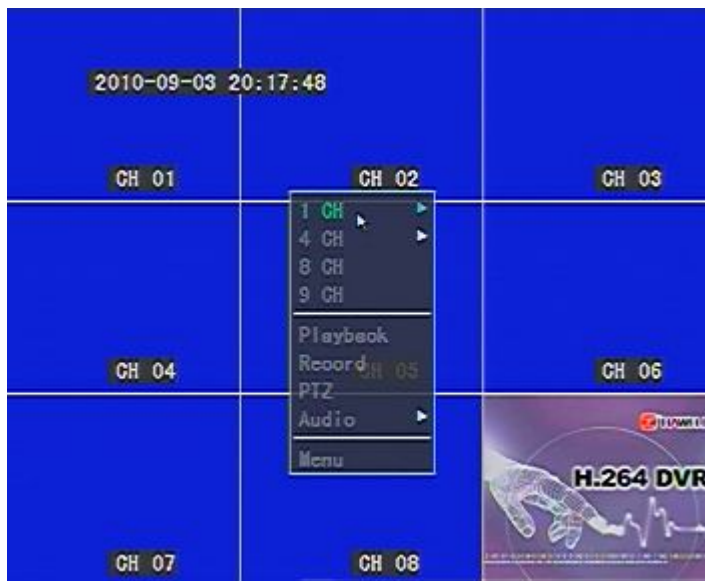 2010-09-03 20:17:48
CH 01
CH 02
CH 03
1 CH
4 CH
8 CH
9 CH
Playback
Record
PTZ
Audio
Menu
CH 04
CH 05
CH 06
H.264 DVR
CH 07
CH 08